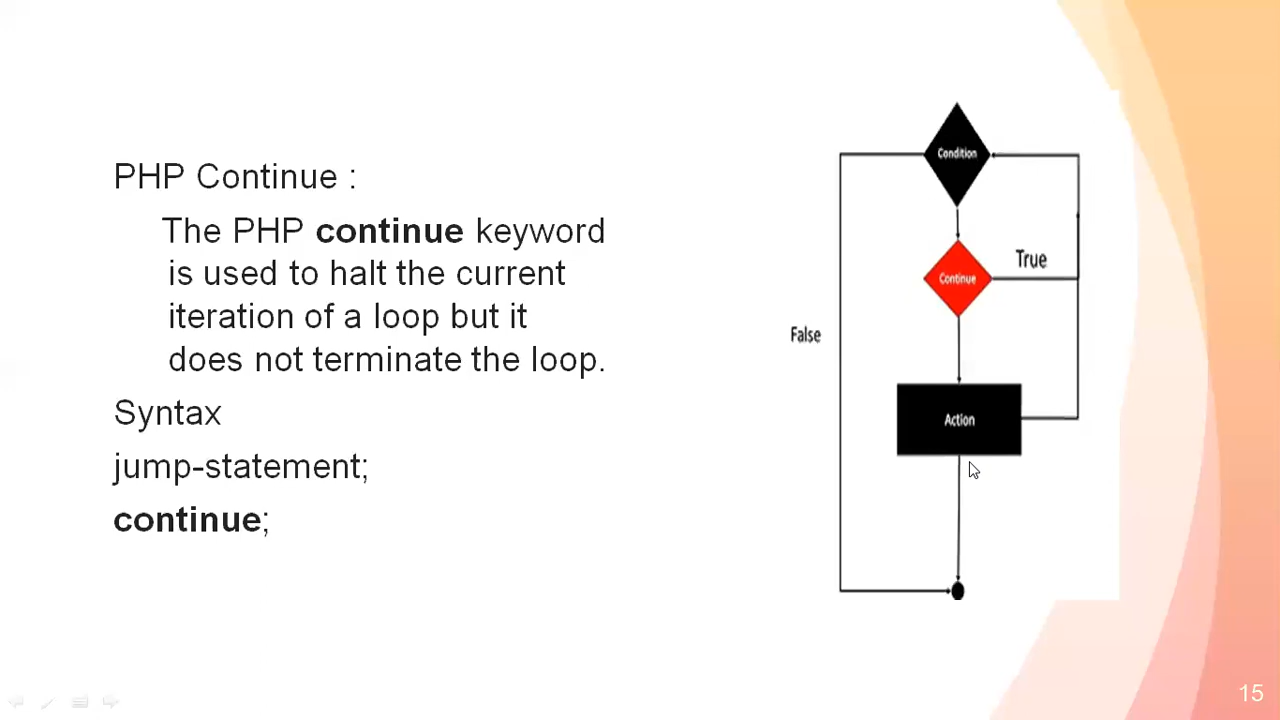 PHP Continue :
The PHP continue keyword
is used to halt the current
iteration of a loop but it
does not terminate the loop.
Syntax
jump-statement;
continue;
Condition
Continue
True
False
Action
15